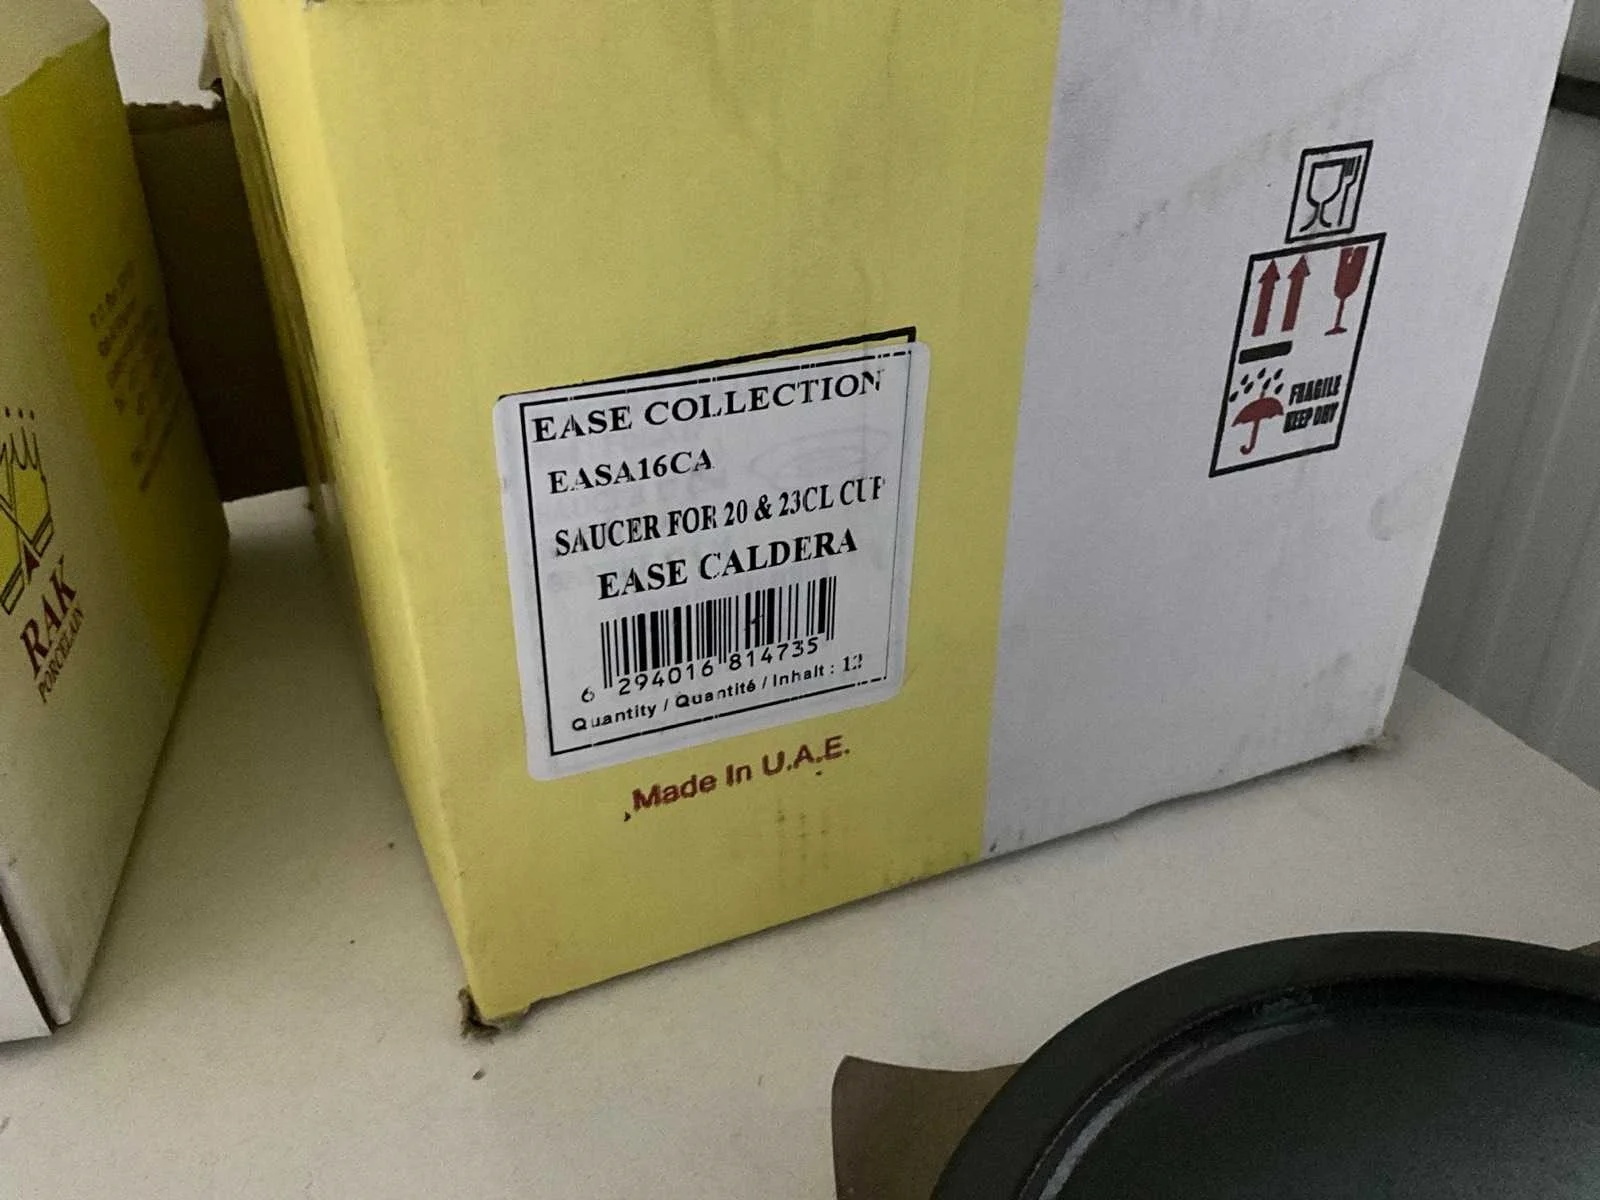 EASE COLLECTION
EASA16CA
SAUCER FOR 20 & 23CL CUP
EASE CALDERA
6 294016 814735
Quantity / Quantité / Inhalt : 12
Made In U.A.E.
FRAGILE
KEEP DRY
RAK
PORCELAIN